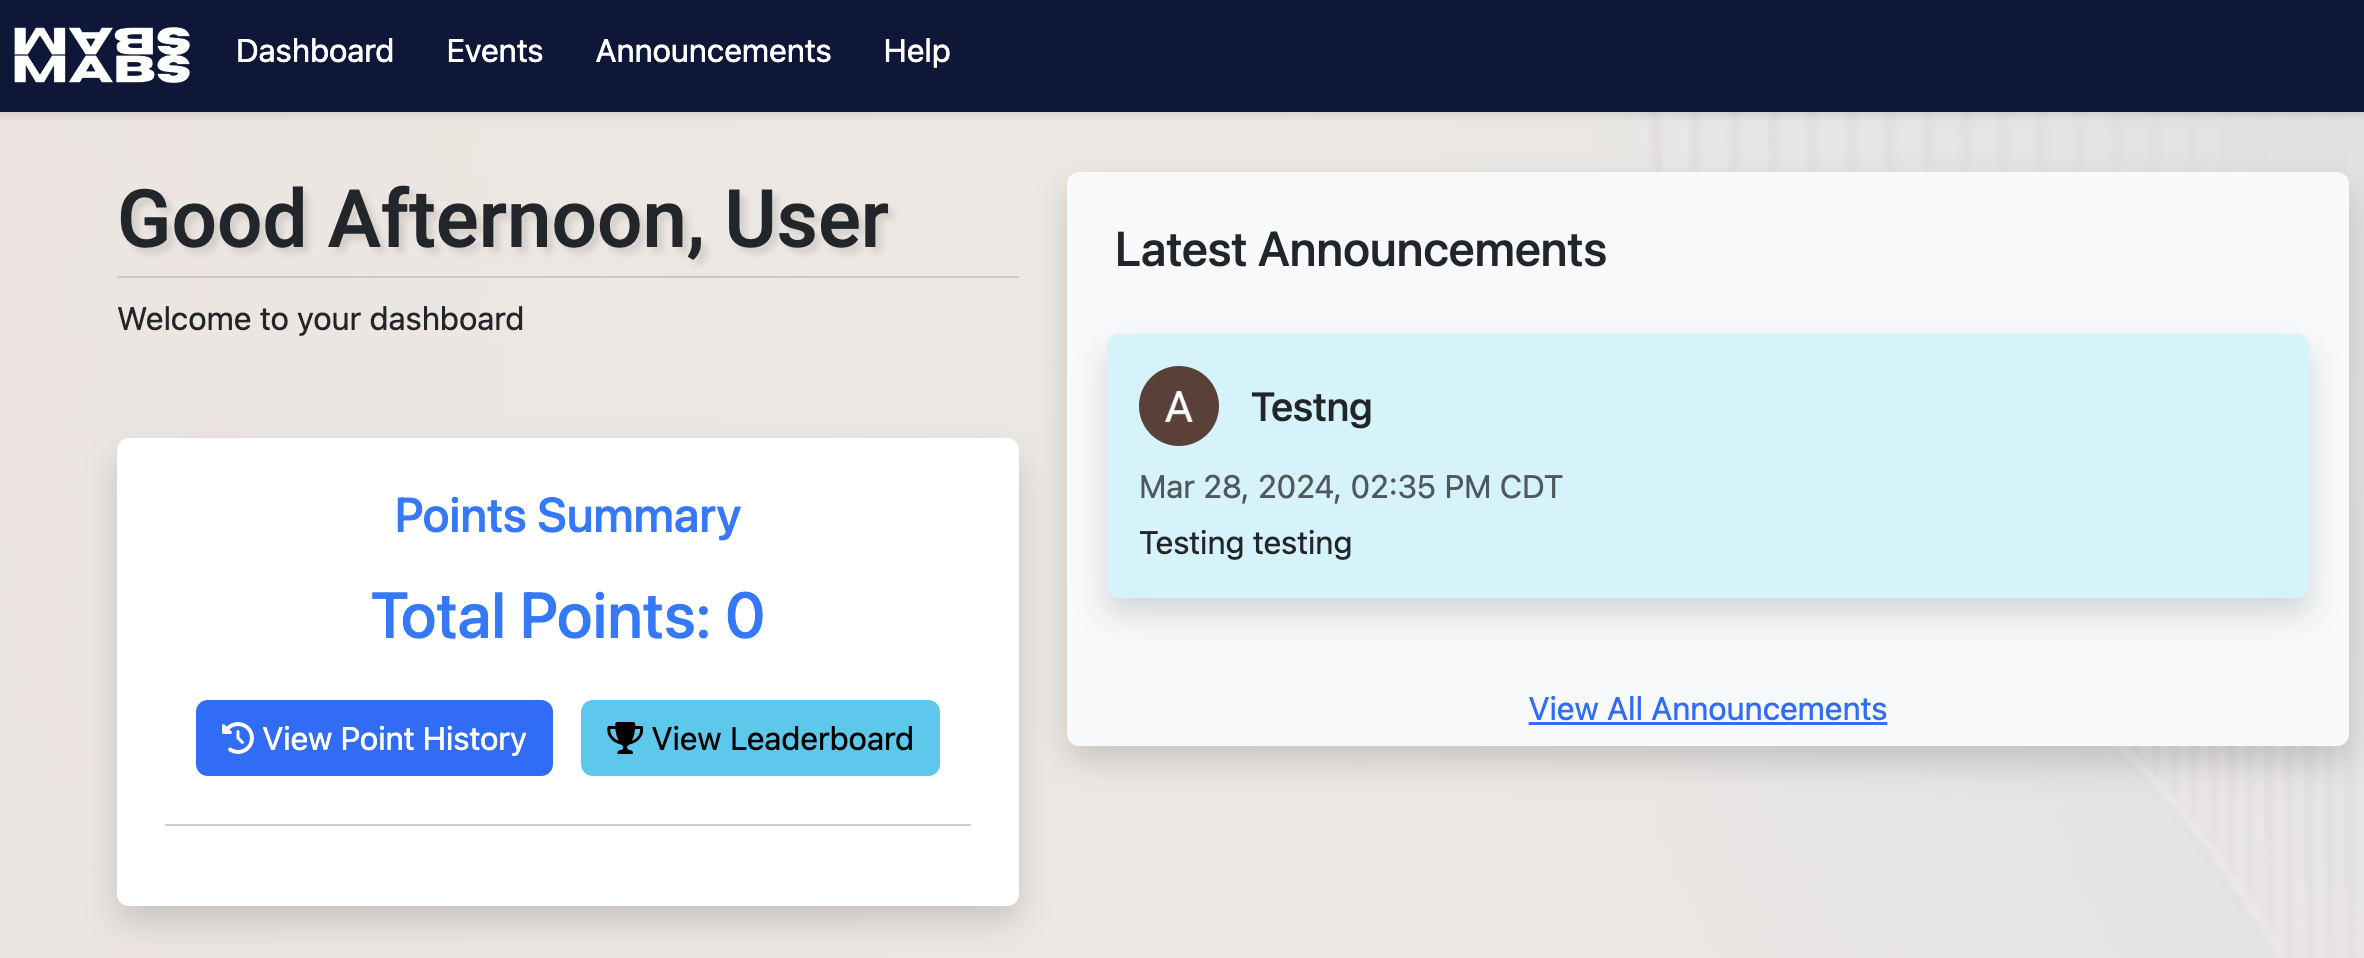 MABS
MABS
Dashboard Events Announcements Help
Good Afternoon, User
Welcome to your dashboard
Points Summary
Total Points: 0
View Point History View Leaderboard
Latest Announcements
A Testng
Mar 28, 2024, 02:35 PM CDT
Testing testing
View All Announcements